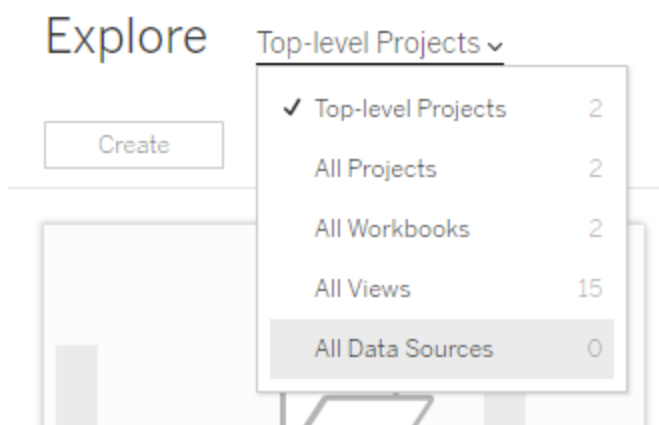 Explore Top-level Projects
Top-level Projects 2
Create
All Projects 2
All Workbooks 2
All Views 15
All Data Sources 0